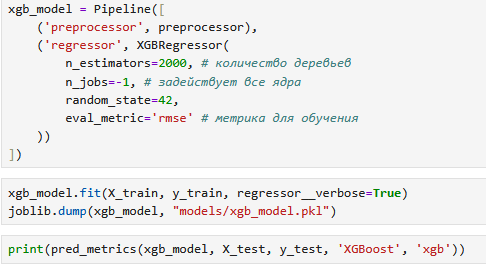 xgb_model = Pipeline([
    ('preprocessor', preprocessor),
    ('regressor', XGBRegressor(
        n_estimators=2000, # количество деревьев
        n_jobs=-1, # задействует все ядра
        random_state=42,
        eval_metric='rmse' # метрика для обучения
    ))
])
xgb_model.fit(X_train, y_train, regressor__verbose=True)
joblib.dump(xgb_model, "models/xgb_model.pkl")
print(pred_metrics(xgb_model, X_test, y_test, 'XGBoost', 'xgb'))